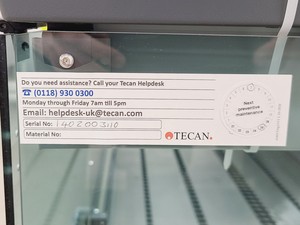 Do you need assistance? Call your Tecan Helpdesk
☎ (0118) 930 0300
Monday through Friday 7am till 5pm
Email: helpdesk-uk@tecan.com
Serial No: 1402003110
Material No:
TECAN.
Next
preventive
maintenance